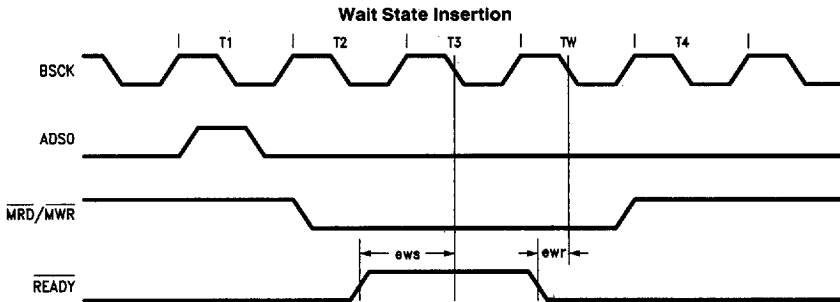 Wait State Insertion
T1 T2 T3 TW T4
BSCK
ADS0
MRD/MWR
ews ewr
READY